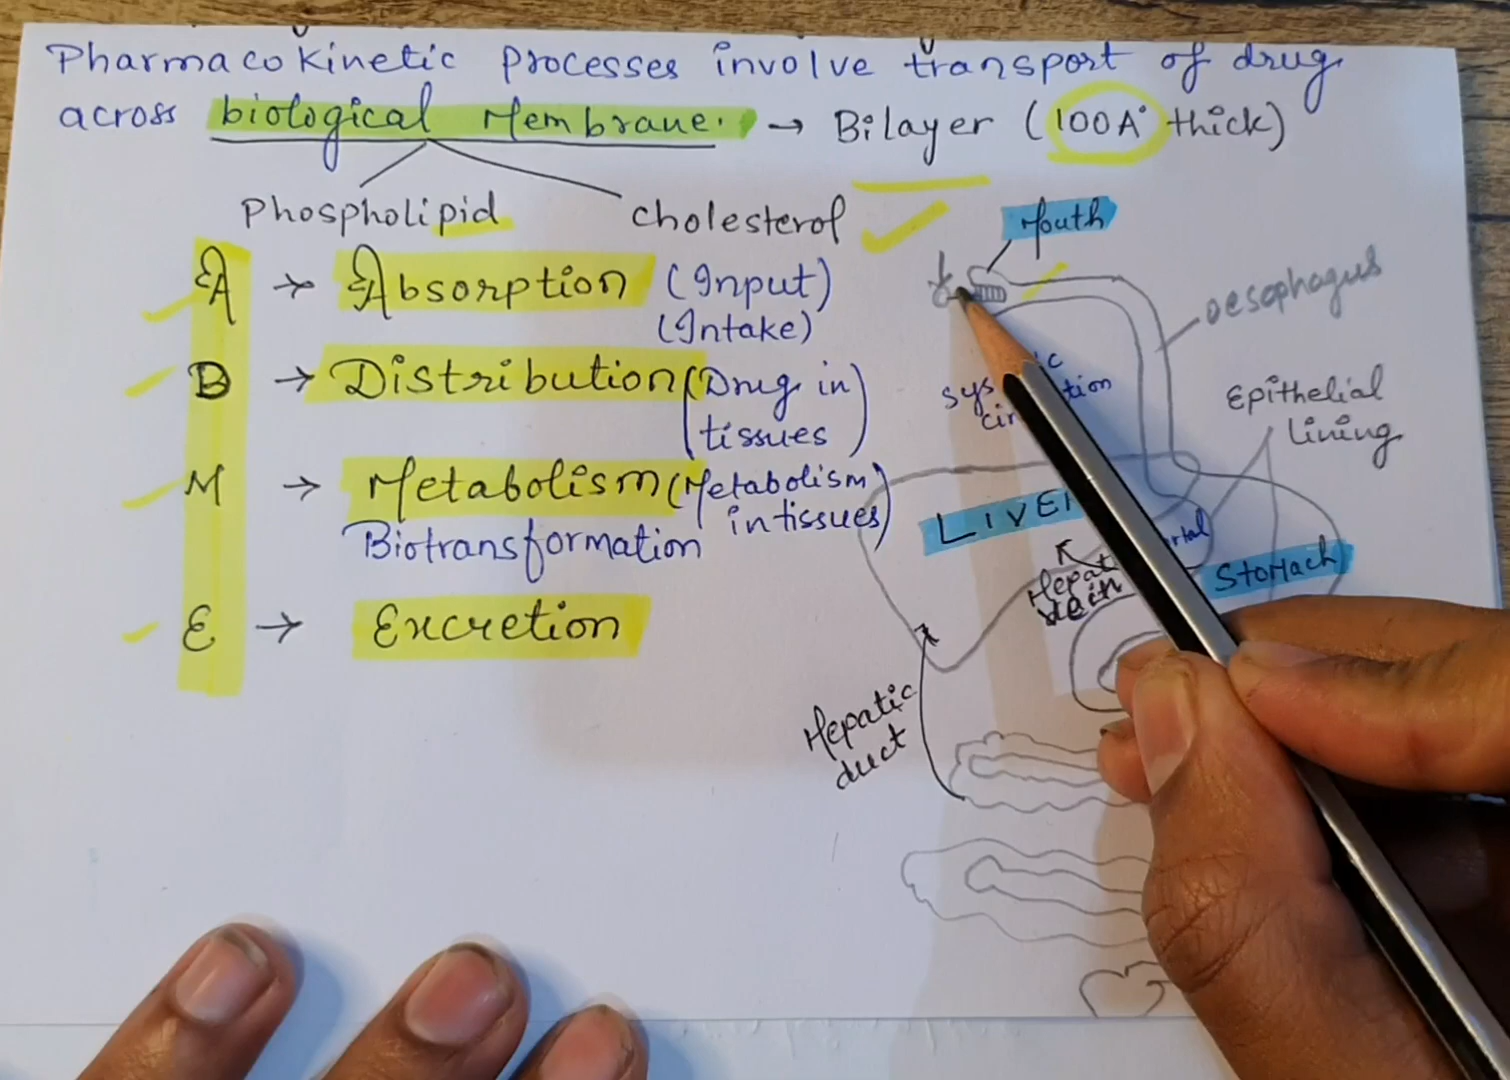 Pharmacokinetic processes involve transport of drug
across biological Membrane. → Bilayer (100A° thick)
Phospholipid
cholesterol
A → Absorption (Input)
(Intake)
D → Distribution (Drug in tissues)
M → Metabolism (Metabolism in tissues)
Biotransformation
E → Excretion
Mouth
oesophagus
Epithelial
lining
Stomach
Hepatic
duct